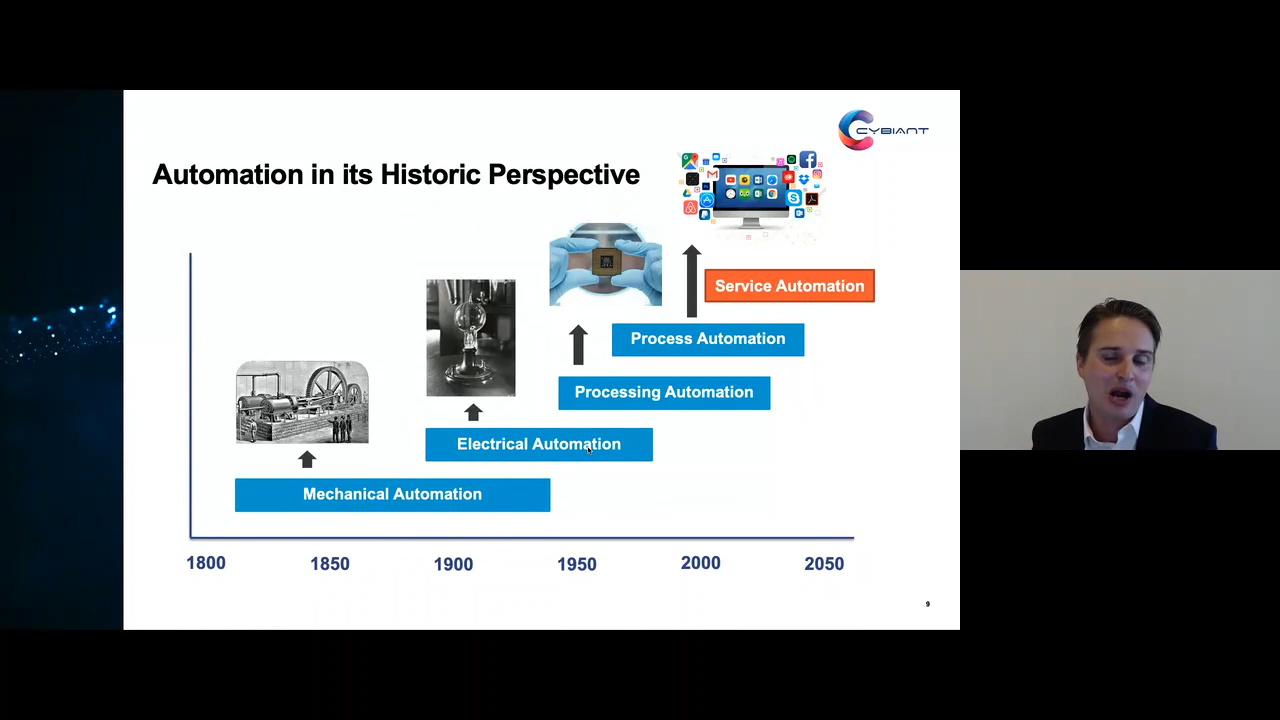 CYBIANT
Automation in its Historic Perspective
Service Automation
Process Automation
Processing Automation
Electrical Automation
Mechanical Automation
1800 1850 1900 1950 2000 2050
9